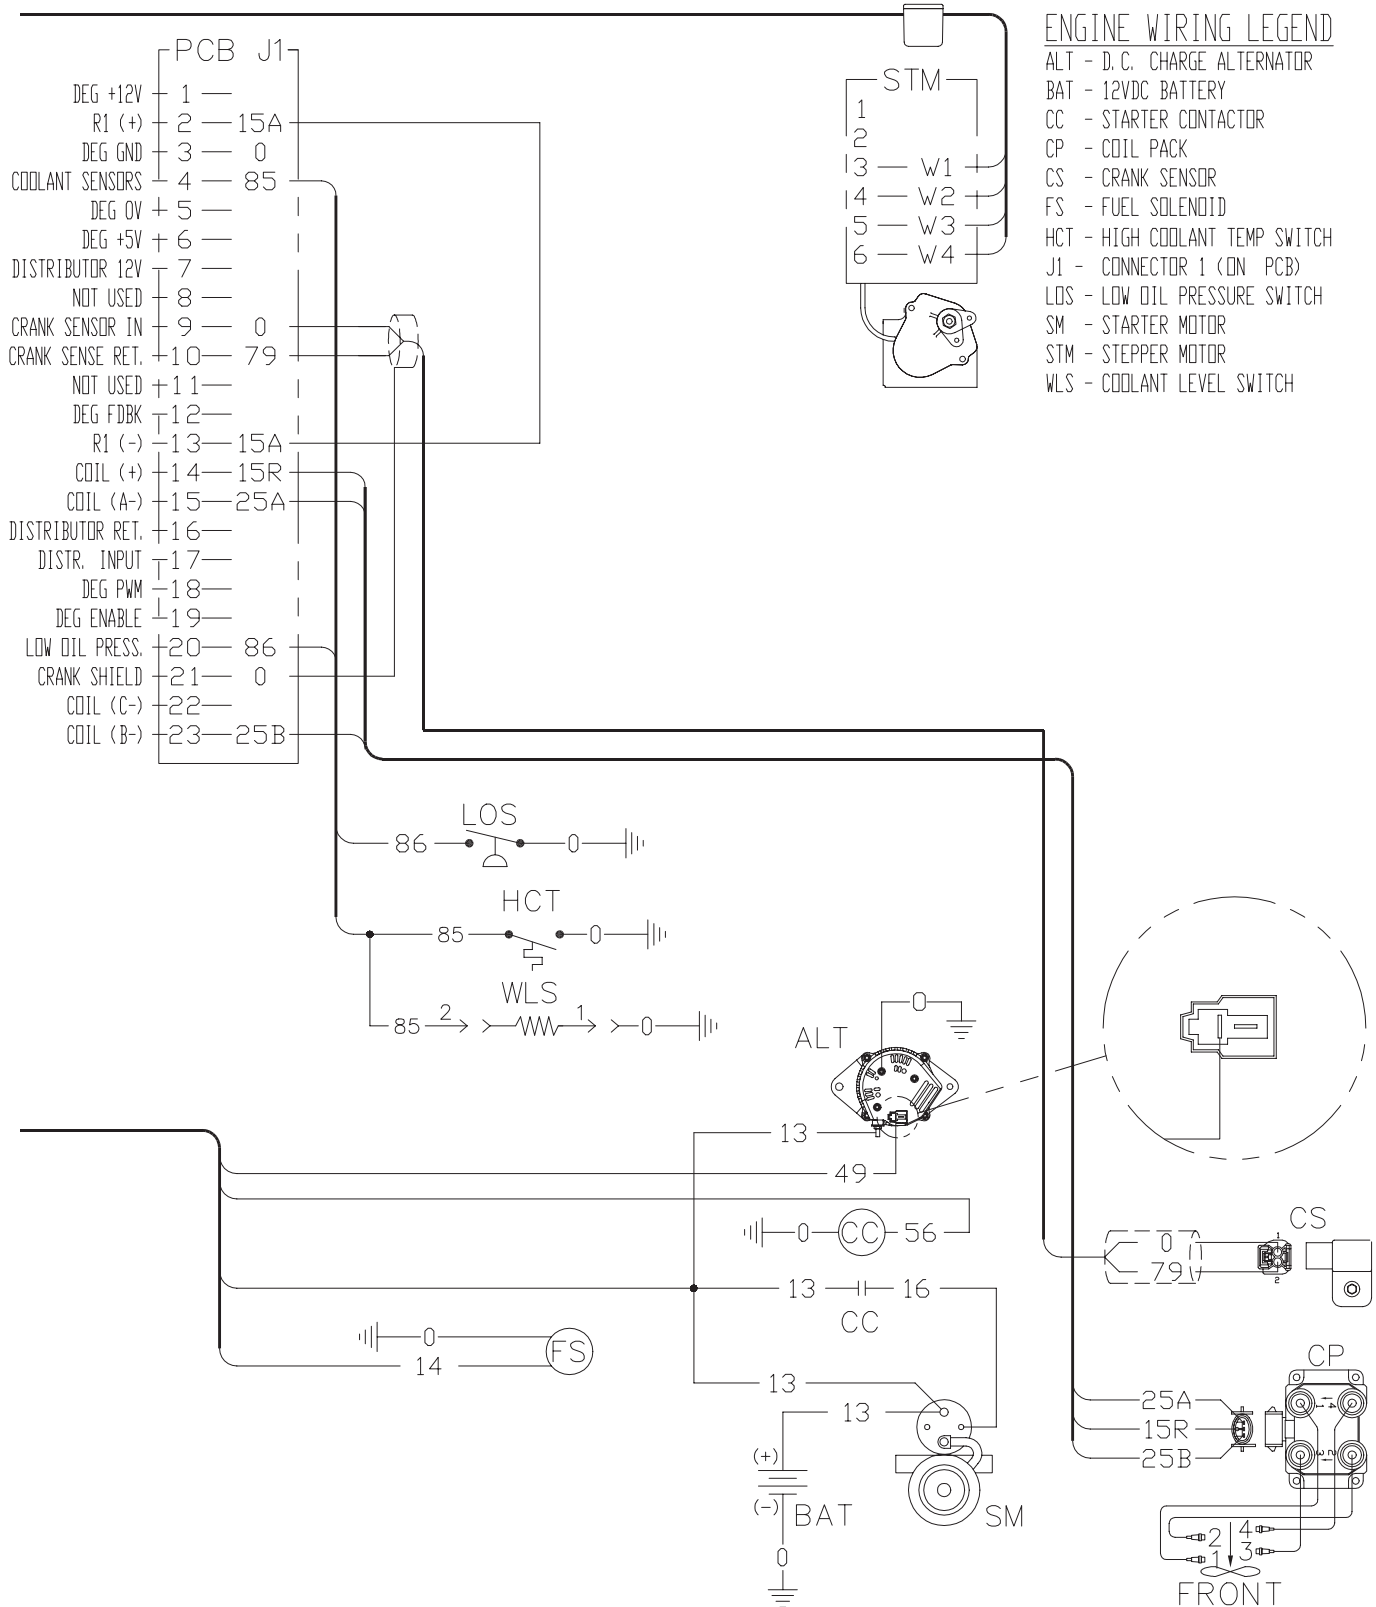 PCB J1
DEG +12V 1
R1 (+) 2 15A
DEG GND 3 0
COOLANT SENSORS 4 85
DEG 0V 5
DEG +5V 6
DISTRIBUTOR 12V 7
NOT USED 8
CRANK SENSOR IN 9 0
CRANK SENSE RET. 10 79
NOT USED 11
DEG FDBK 12
R1 (-) 13 15A
COIL (+) 14 15R
COIL (A-) 15 25A
DISTRIBUTOR RET. 16
DISTR. INPUT 17
DEG PWM 18
DEG ENABLE 19
LOW OIL PRESS. 20 86
CRANK SHIELD 21 0
COIL (C-) 22
COIL (B-) 23 25B
STM
1
2
3 W1
4 W2
5 W3
6 W4
ENGINE WIRING LEGEND
ALT - D.C. CHARGE ALTERNATOR
BAT - 12VDC BATTERY
CC - STARTER CONTACTOR
CP - COIL PACK
CS - CRANK SENSOR
FS - FUEL SOLENOID
HCT - HIGH COOLANT TEMP SWITCH
J1 - CONNECTOR 1 (ON PCB)
LOS - LOW OIL PRESSURE SWITCH
SM - STARTER MOTOR
STM - STEPPER MOTOR
WLS - COOLANT LEVEL SWITCH
LOS
86 0
HCT
85 0
WLS
85 2 1 0
ALT
0
13
49
0 CC 56
13 16
CC
0
14 FS
13
13
(+)
(-)
BAT
0
SM
CS
0
79
1
2
CP
25A
15R
25B
1 4
3 2
2 4
1 3
FRONT